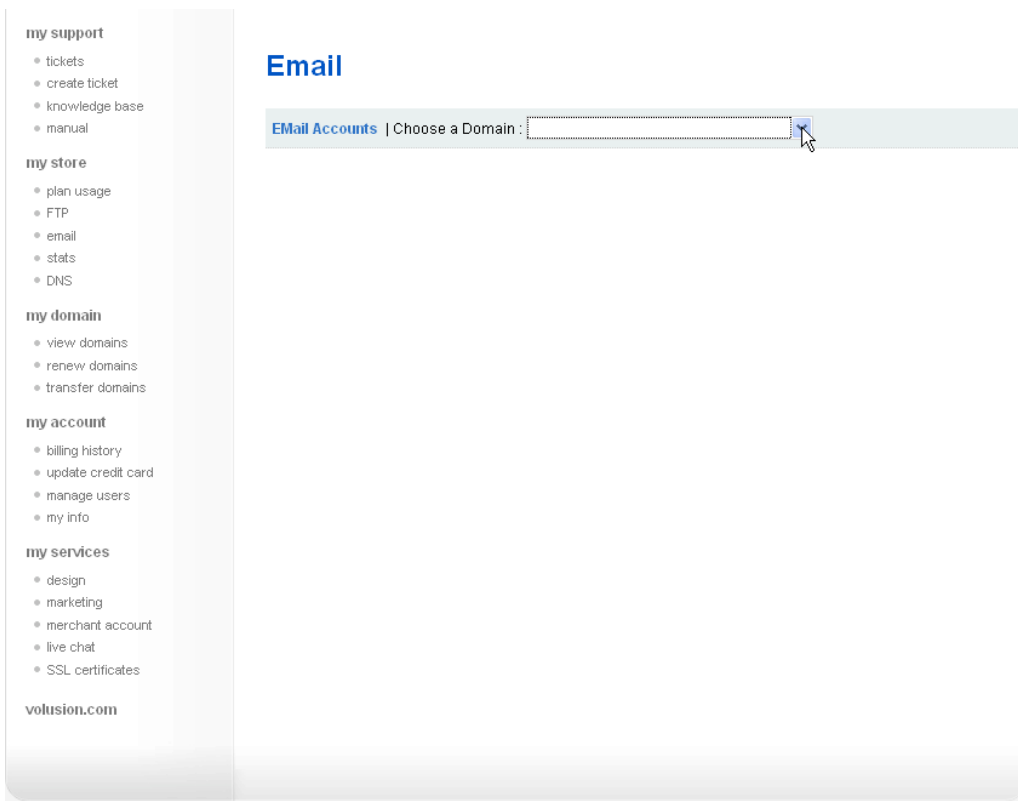 my support
tickets
create ticket
knowledge base
manual
my store
plan usage
FTP
email
stats
DNS
my domain
view domains
renew domains
transfer domains
my account
billing history
update credit card
manage users
my info
my services
design
marketing
merchant account
live chat
SSL certificates
volusion.com
Email
EMail Accounts | Choose a Domain :